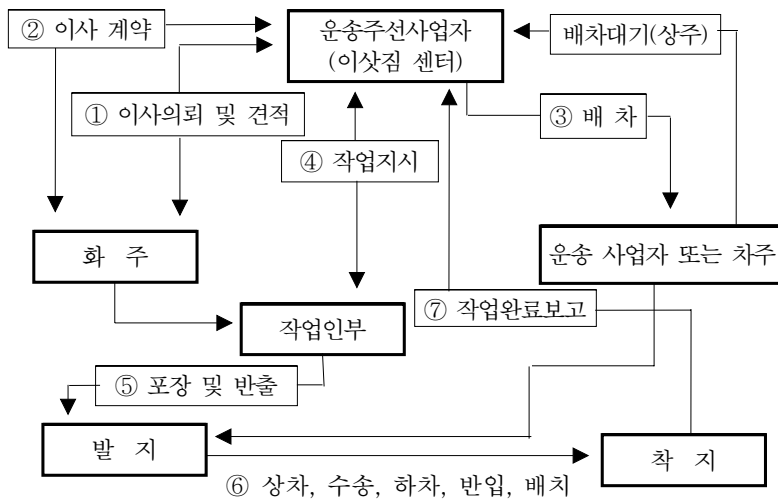 ② 이사 계약
운송주선사업자
(이삿짐 센터)
배차대기(상주)
① 이사의뢰 및 견적
③ 배 차
④ 작업지시
화 주
운송 사업자 또는 차주
작업인부
⑦ 작업완료보고
⑤ 포장 및 반출
발 지
착 지
⑥ 상차, 수송, 하차, 반입, 배치